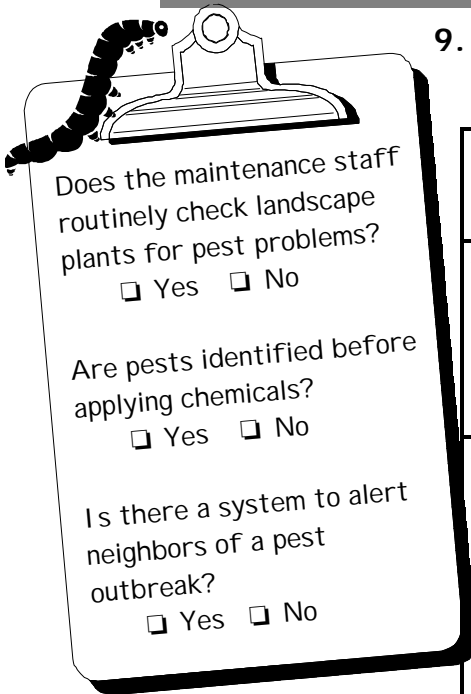 9.
Does the maintenance staff
routinely check landscape
plants for pest problems?
❏ Yes ❏ No
Are pests identified before
applying chemicals?
❏ Yes ❏ No
Is there a system to alert
neighbors of a pest
outbreak?
❏ Yes ❏ No